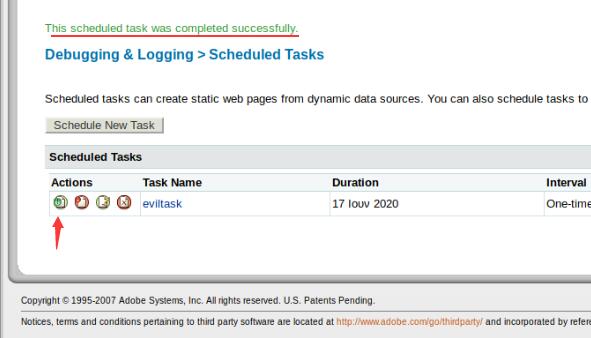 This scheduled task was completed successfully.
Debugging & Logging > Scheduled Tasks
Scheduled tasks can create static web pages from dynamic data sources. You can also schedule tasks to
Schedule New Task
Scheduled Tasks
Actions Task Name Duration Interval
eviltask 17 Ιουν 2020 One-time
Copyright © 1995-2007 Adobe Systems, Inc. All rights reserved. U.S. Patents Pending.
Notices, terms and conditions pertaining to third party software are located at http://www.adobe.com/go/thirdparty/ and incorporated by